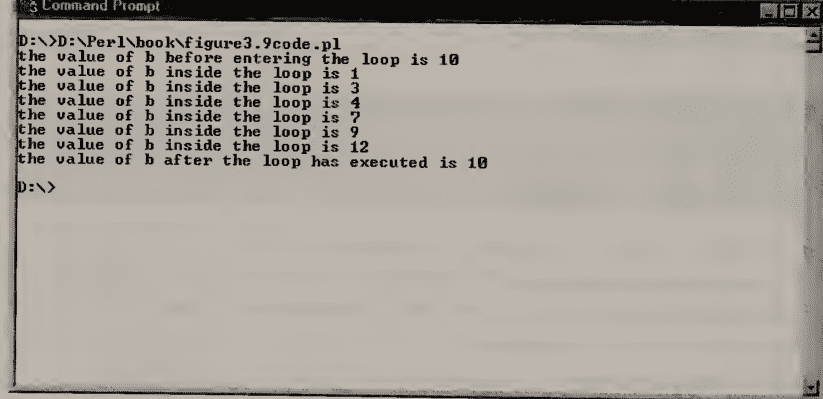 Command Prompt
D:\>D:\Perl\book\figure3.9code.pl
the value of b before entering the loop is 10
the value of b inside the loop is 1
the value of b inside the loop is 3
the value of b inside the loop is 4
the value of b inside the loop is 7
the value of b inside the loop is 9
the value of b inside the loop is 12
the value of b after the loop has executed is 10
D:\>